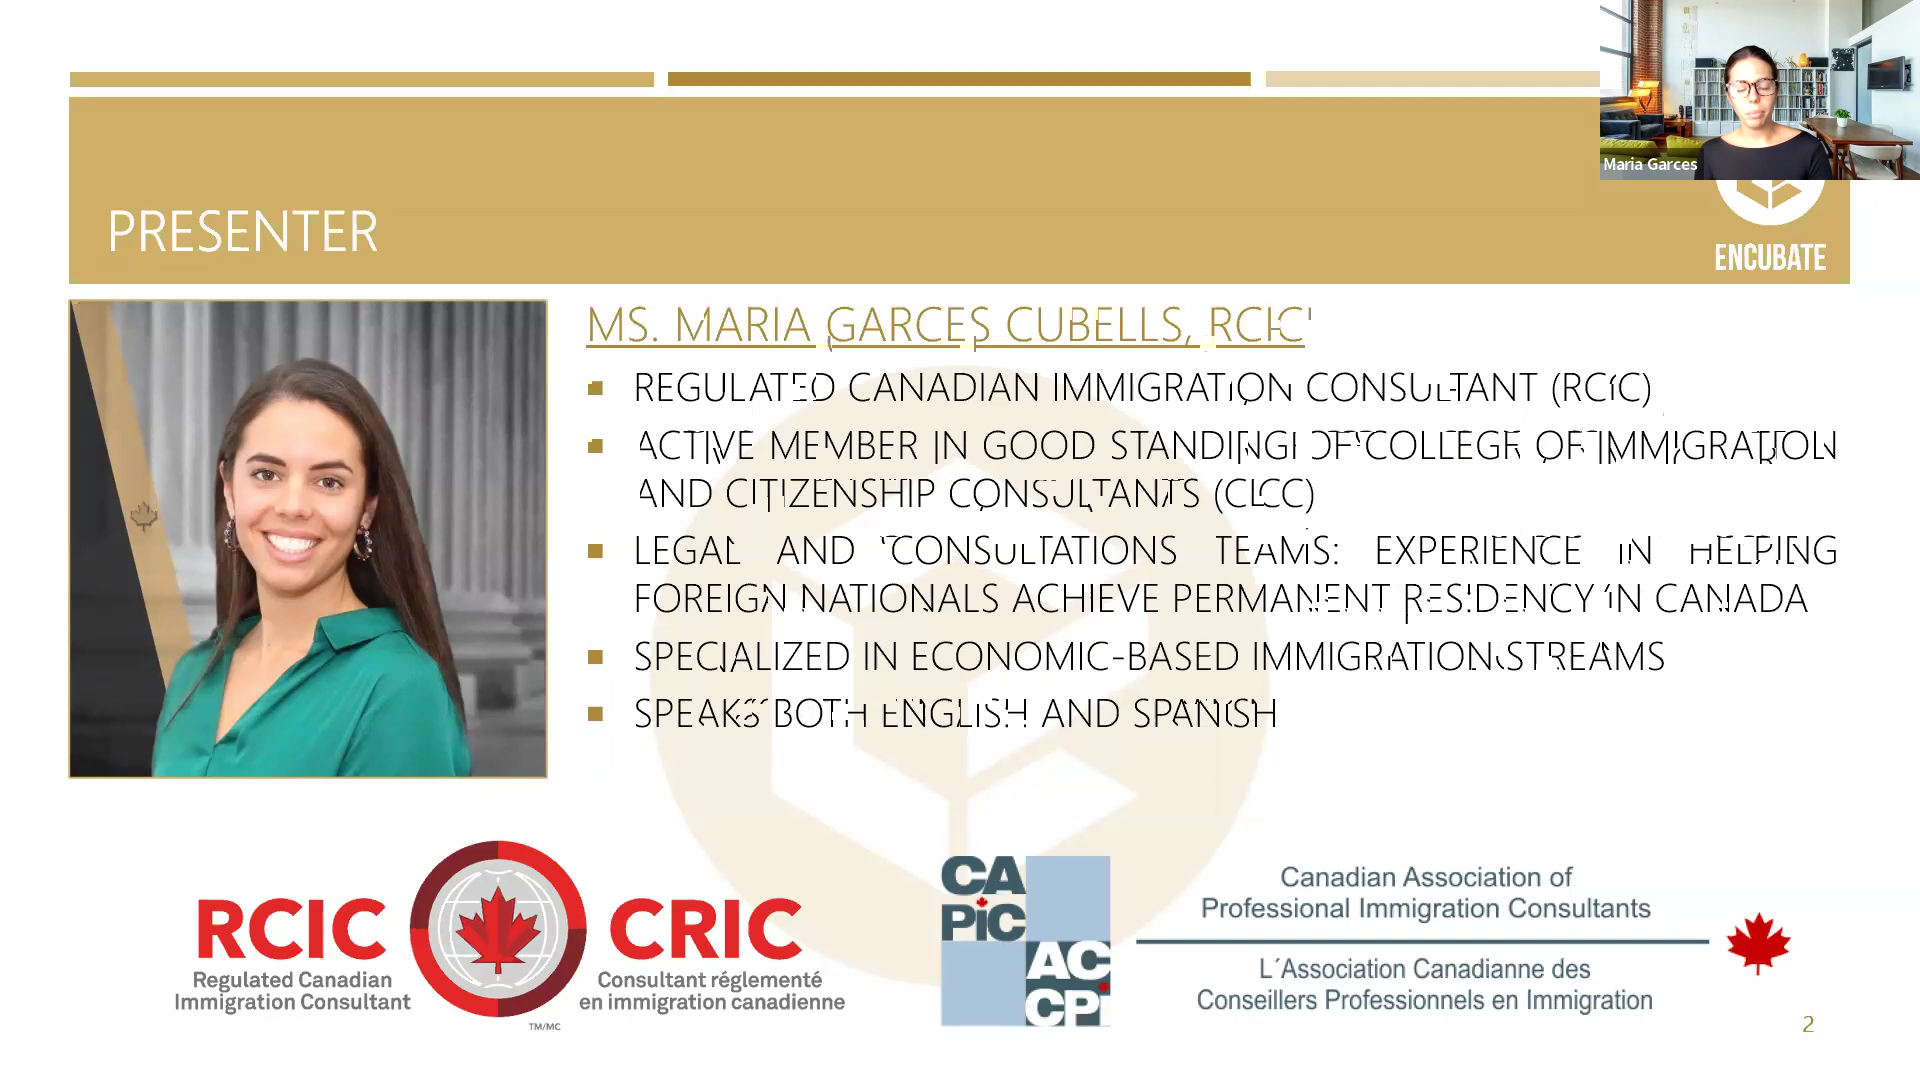 Maria Garces
PRESENTER
ENCUBATE
MS. MARIA GARCES CUBELLS, RCIC
REGULATED CANADIAN IMMIGRATION CONSULTANT (RCIC)
ACTIVE MEMBER IN GOOD STANDING OF COLLEGE OF IMMIGRATION
AND CITIZENSHIP CONSULTANTS (CICC)
LEGAL AND CONSULTATIONS TEAMS: EXPERIENCE IN HELPING
FOREIGN NATIONALS ACHIEVE PERMANENT RESIDENCY IN CANADA
SPECIALIZED IN ECONOMIC-BASED IMMIGRATION STREAMS
SPEAKS BOTH ENGLISH AND SPANISH
RCIC
Regulated Canadian
Immigration Consultant
CRIC
Consultant réglementé
en immigration canadienne
TM/MC
CA
PiC
AC
CPi
Canadian Association of
Professional Immigration Consultants
L´Association Canadianne des
Conseillers Professionnels en Immigration
2